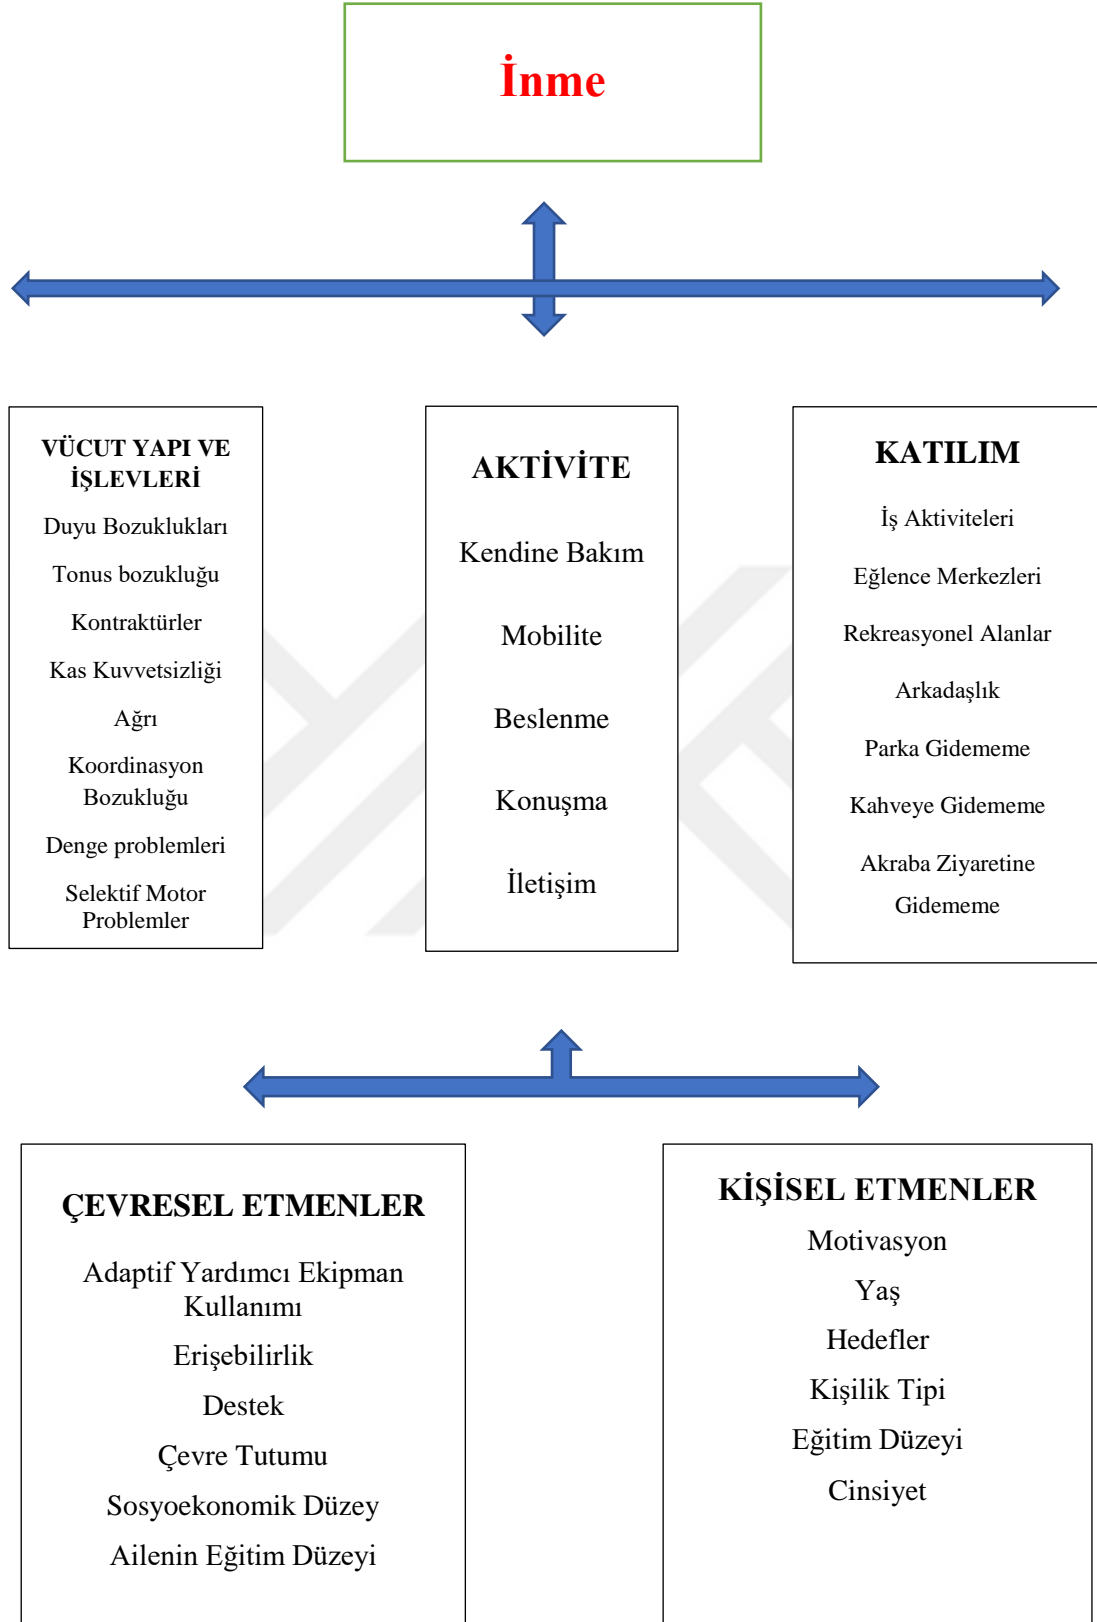 İnme
VÜCUT YAPI VE
İŞLEVLERİ
Duyu Bozuklukları
Tonus bozukluğu
Kontraktürler
Kas Kuvvetsizliği
Ağrı
Koordinasyon
Bozukluğu
Denge problemleri
Selektif Motor
Problemler
AKTİVİTE
Kendine Bakım
Mobilite
Beslenme
Konuşma
İletişim
KATILIM
İş Aktiviteleri
Eğlence Merkezleri
Rekreasyonel Alanlar
Arkadaşlık
Parka Gidememe
Kahveye Gidememe
Akraba Ziyaretine
Gidememe
ÇEVRESEL ETMENLER
Adaptif Yardımcı Ekipman
Kullanımı
Erişebilirlik
Destek
Çevre Tutumu
Sosyoekonomik Düzey
Ailenin Eğitim Düzeyi
KİŞİSEL ETMENLER
Motivasyon
Yaş
Hedefler
Kişilik Tipi
Eğitim Düzeyi
Cinsiyet